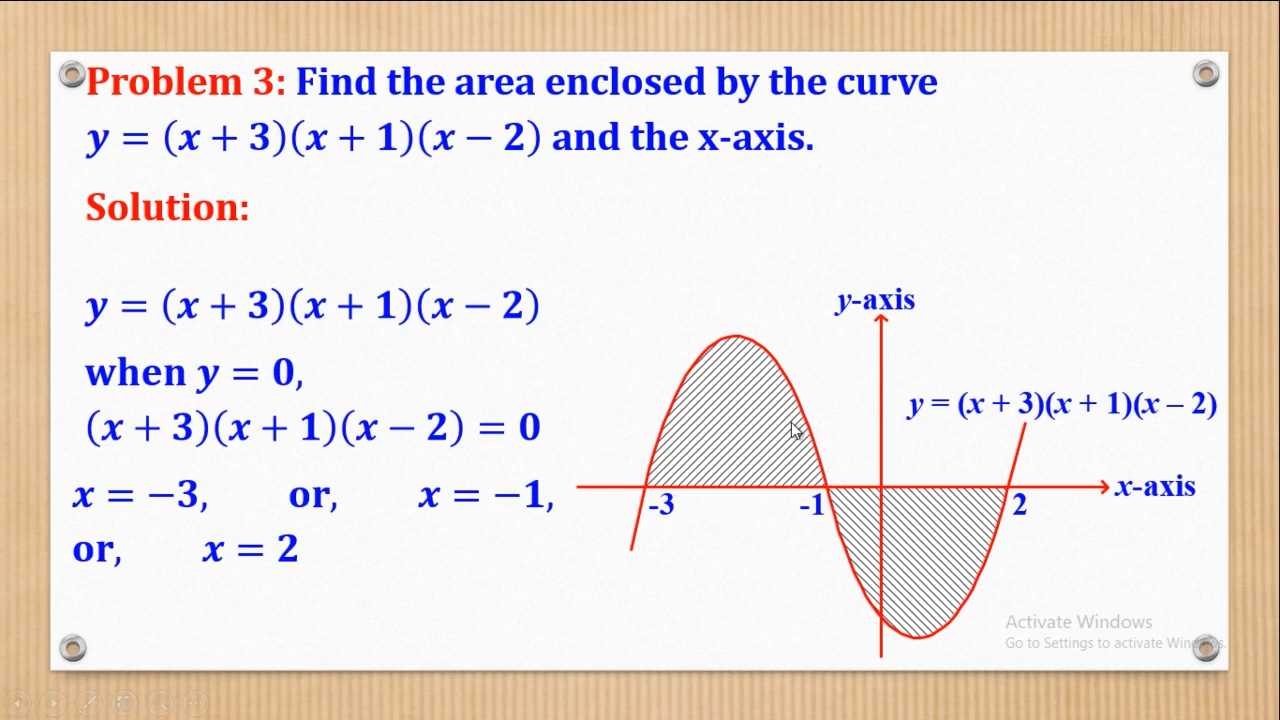 Problem 3: Find the area enclosed by the curve
y = (x + 3)(x + 1)(x − 2) and the x-axis.
Solution:
y = (x + 3)(x + 1)(x − 2)
when y = 0,
(x + 3)(x + 1)(x − 2) = 0
x = −3, or, x = −1,
or, x = 2
y-axis
y = (x + 3)(x + 1)(x – 2)
x-axis
-3
-1
2
Activate Windows
Go to Settings to activate Windows.